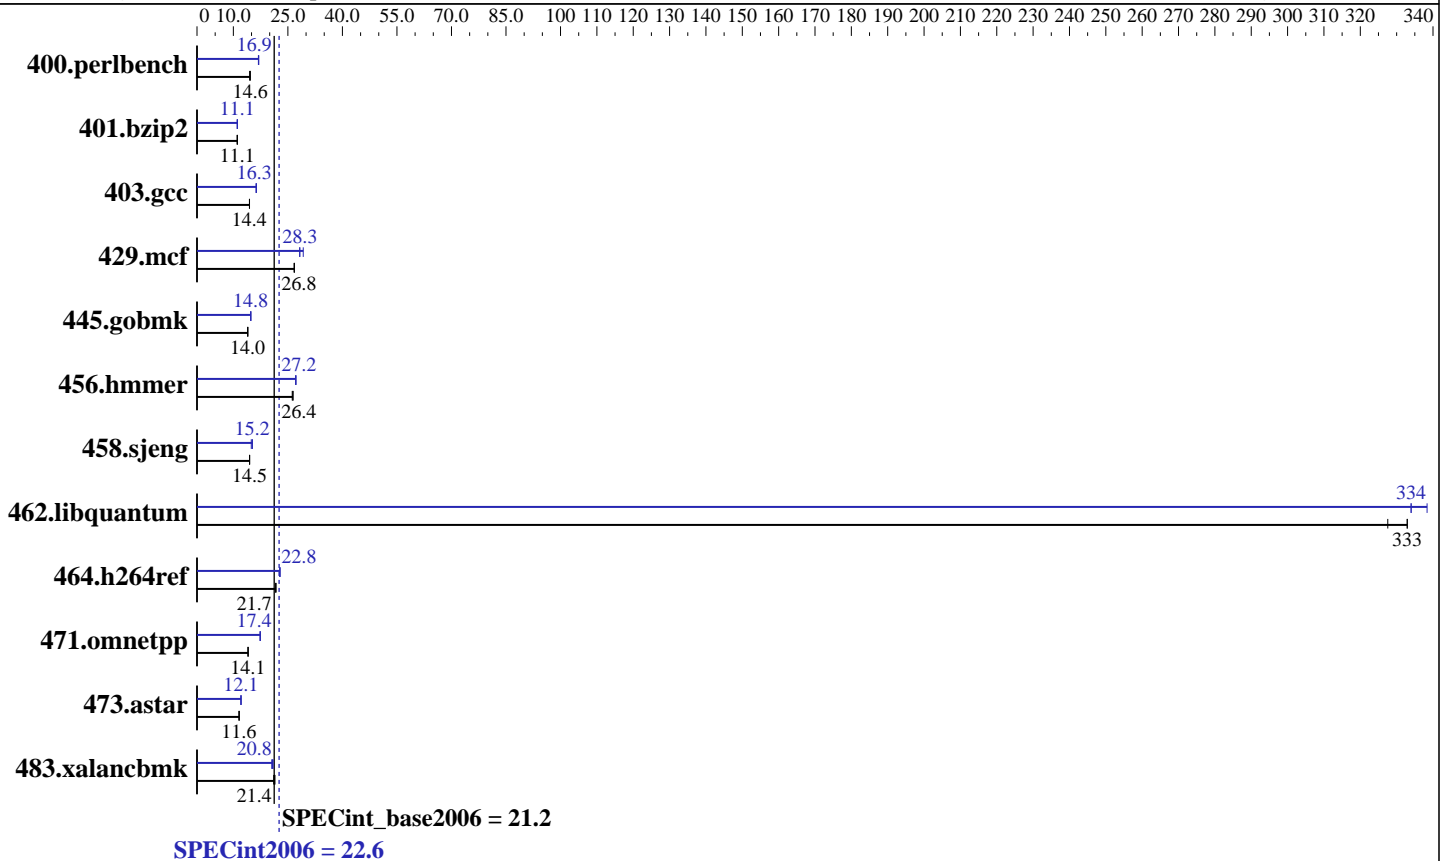 0 10.0 25.0 40.0 55.0 70.0 85.0 100 110 120 130 140 150 160 170 180 190 200 210 220 230 240 250 260 270 280 290 300 310 320 340
16.9
400.perlbench
14.6
11.1
401.bzip2
11.1
16.3
403.gcc
14.4
28.3
429.mcf
26.8
14.8
445.gobmk
14.0
27.2
456.hmmer
26.4
15.2
458.sjeng
14.5
334
462.libquantum
333
22.8
464.h264ref
21.7
17.4
471.omnetpp
14.1
12.1
473.astar
11.6
20.8
483.xalancbmk
21.4
SPECint_base2006 = 21.2
SPECint2006 = 22.6